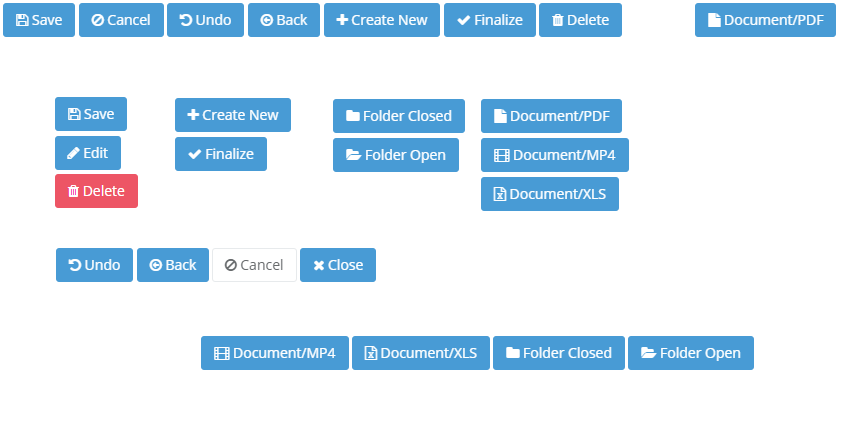 Save Cancel Undo Back Create New Finalize Delete Document/PDF
Save Create New Folder Closed Document/PDF
Edit Finalize Folder Open Document/MP4
Delete Document/XLS
Undo Back Cancel Close
Document/MP4 Document/XLS Folder Closed Folder Open